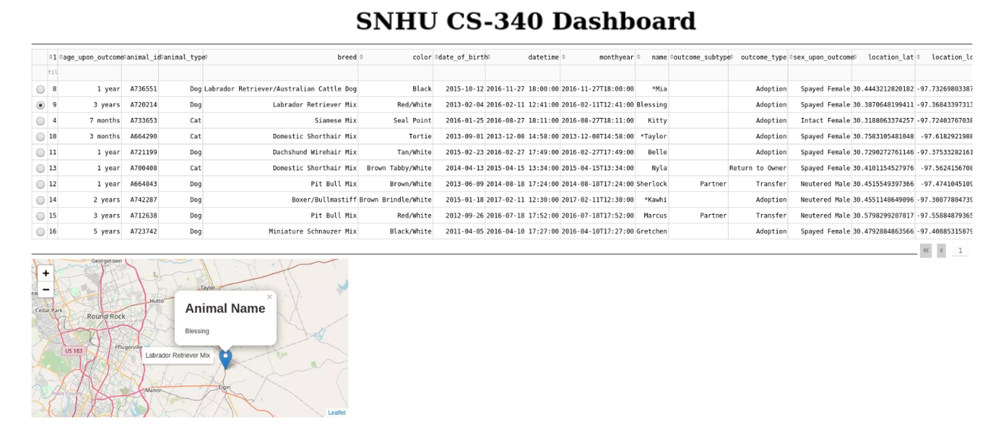 SNHU CS-340 Dashboard
1 age_upon_outcome animal_id animal_type breed color date_of_birth datetime monthyear name outcome_subtype outcome_type sex_upon_outcome location_lat location_lo
fil
8 1 year A736551 Dog Labrador Retriever/Australian Cattle Dog Black 2015-10-12 2016-11-27 18:00:00 2016-11-27T18:00:00 *Mia Adoption Spayed Female 30.4443212820182 -97.73269803387
9 3 years A720214 Dog Labrador Retriever Mix Red/White 2013-02-04 2016-02-11 12:41:00 2016-02-11T12:41:00 Blessing Adoption Spayed Female 30.3870648199411 -97.36843397313
4 7 months A733653 Cat Siamese Mix Seal Point 2016-01-25 2016-08-27 18:11:00 2016-08-27T18:11:00 Kitty Adoption Intact Female 30.3188063374257 -97.72403767038
10 3 months A664290 Cat Domestic Shorthair Mix Tortie 2013-09-01 2013-12-08 14:58:00 2013-12-08T14:58:00 *Taylor Adoption Spayed Female 30.7583105481048 -97.6182921988
11 1 year A721199 Dog Dachshund Wirehair Mix Tan/White 2015-02-23 2016-02-27 17:49:00 2016-02-27T17:49:00 Belle Adoption Spayed Female 30.7290272761146 -97.37533282161
13 1 year A700408 Cat Domestic Shorthair Mix Brown Tabby/White 2014-04-13 2015-04-15 13:34:00 2015-04-15T13:34:00 Nyla Return to Owner Spayed Female 30.4101154527976 -97.5624156708
12 1 year A664843 Dog Pit Bull Mix Brown/White 2013-06-09 2014-08-18 17:24:00 2014-08-18T17:24:00 Sherlock Partner Transfer Neutered Male 30.4515549397366 -97.4741045109
14 2 years A742287 Dog Boxer/Bullmastiff Brown Brindle/White 2015-01-18 2017-02-11 12:30:00 2017-02-11T12:30:00 *Kawhi Adoption Neutered Male 30.4551148649096 -97.30877804739
15 3 years A712638 Dog Pit Bull Mix Red/White 2012-09-26 2016-07-18 17:52:00 2016-07-18T17:52:00 Marcus Partner Transfer Neutered Male 30.5798299207017 -97.55884879365
16 5 years A723742 Dog Miniature Schnauzer Mix Black/White 2011-04-05 2016-04-10 17:27:00 2016-04-10T17:27:00 Gretchen Adoption Spayed Female 30.4792884863566 -97.40885315879
« ‹ 1
Georgetown
+
−
Taylor
Hutto
Cedar Park
Round Rock
×
Animal Name
Blessing
Pflugerville
US 183
Labrador Retriever Mix
Elgin
Manor
Travis County
Leaflet